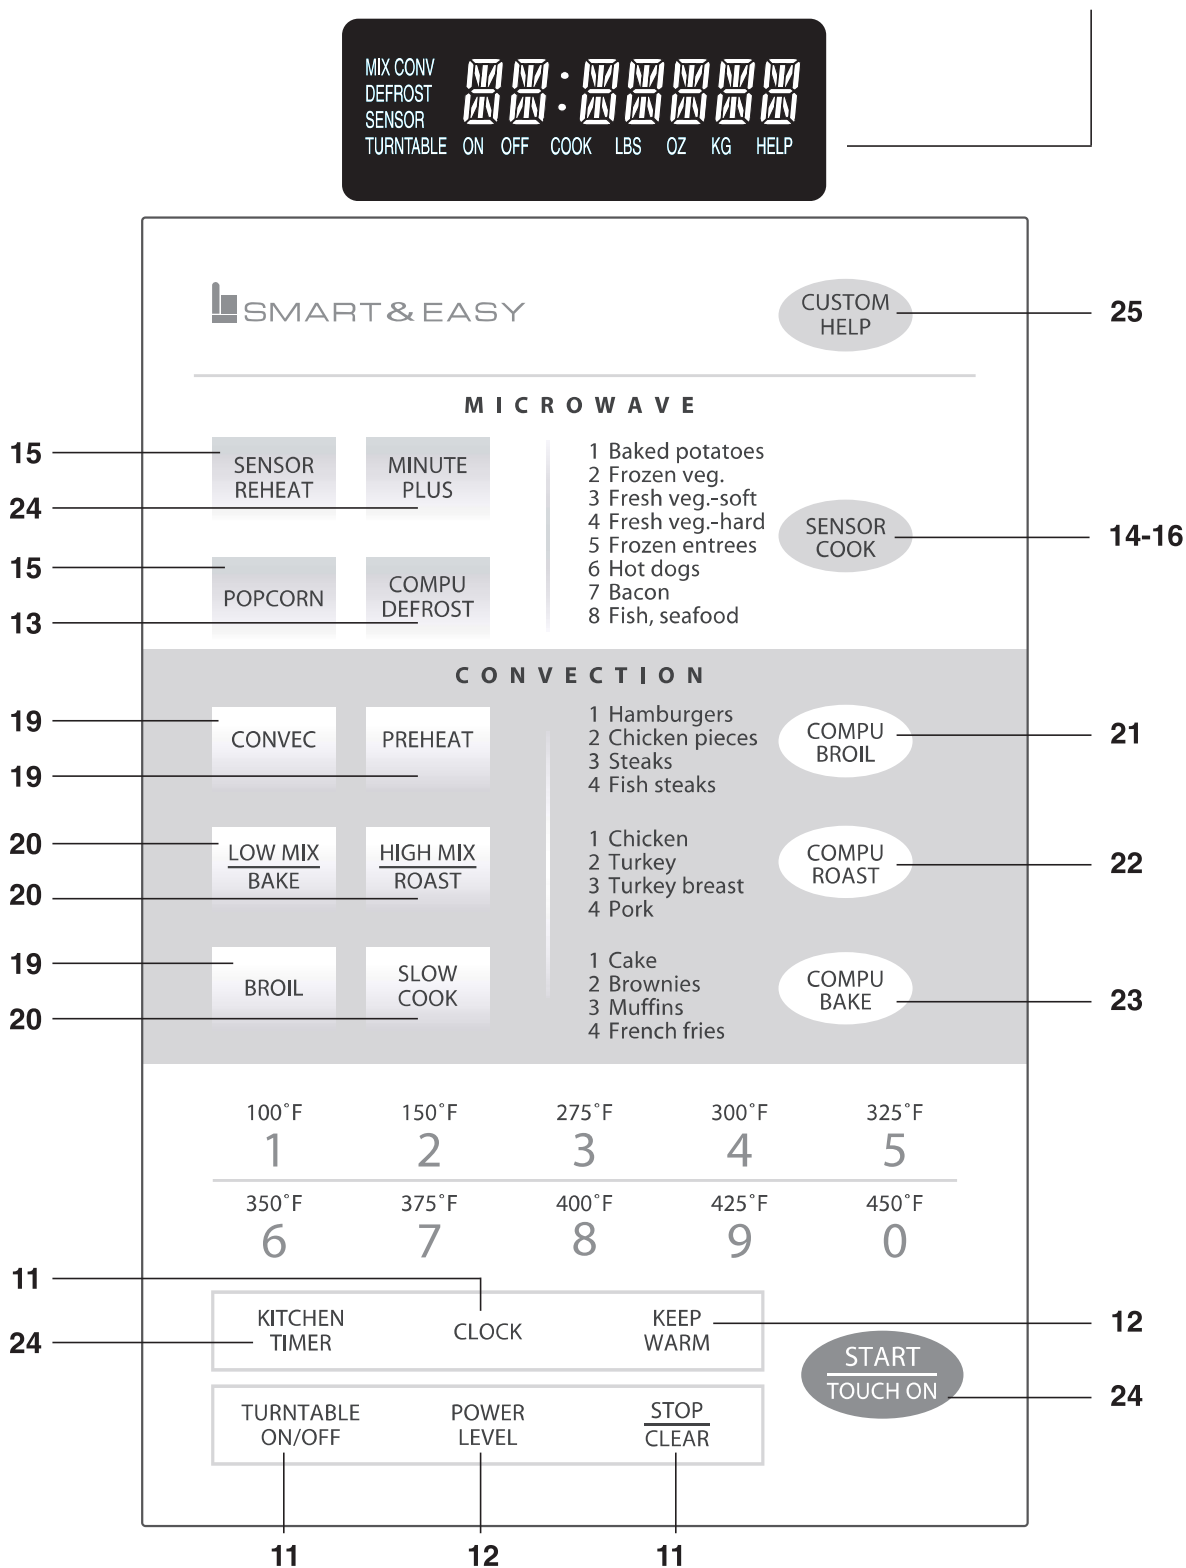 MIX CONV
DEFROST
SENSOR
TURNTABLE ON OFF COOK LBS OZ KG HELP
SMART & EASY
CUSTOM
HELP
25
MICROWAVE
15
SENSOR
REHEAT
24
MINUTE
PLUS
15
POPCORN
13
COMPU
DEFROST
1 Baked potatoes
2 Frozen veg.
3 Fresh veg.-soft
4 Fresh veg.-hard
5 Frozen entrees
6 Hot dogs
7 Bacon
8 Fish, seafood
SENSOR
COOK
14-16
CONVECTION
19
CONVEC
19
PREHEAT
1 Hamburgers
2 Chicken pieces
3 Steaks
4 Fish steaks
COMPU
BROIL
21
20
LOW MIX
BAKE
20
HIGH MIX
ROAST
1 Chicken
2 Turkey
3 Turkey breast
4 Pork
COMPU
ROAST
22
19
BROIL
20
SLOW
COOK
1 Cake
2 Brownies
3 Muffins
4 French fries
COMPU
BAKE
23
100˚F 150˚F 275˚F 300˚F 325˚F
1 2 3 4 5
350˚F 375˚F 400˚F 425˚F 450˚F
6 7 8 9 0
11
24
KITCHEN
TIMER
CLOCK
KEEP
WARM
12
START
TOUCH ON
24
TURNTABLE
ON/OFF
POWER
LEVEL
STOP
CLEAR
11 12 11